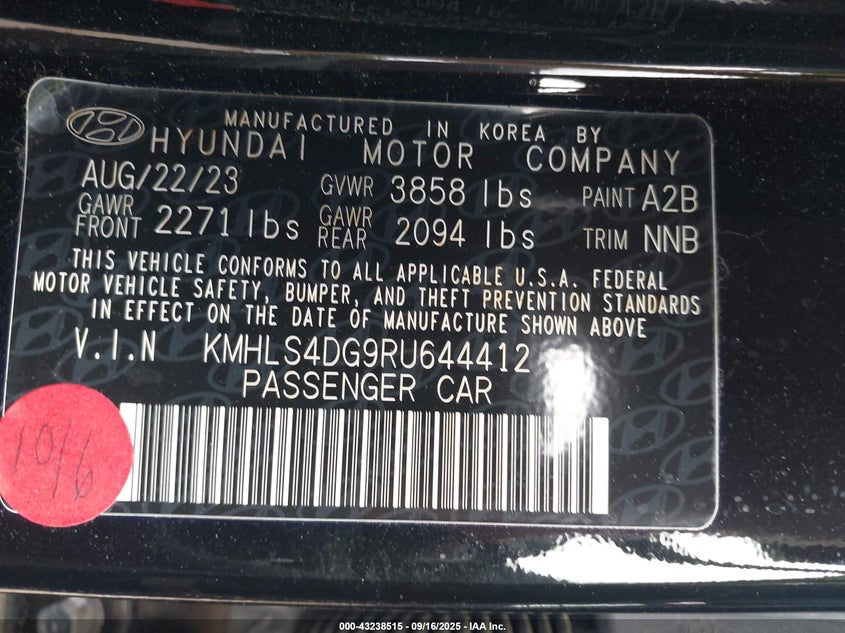 MANUFACTURED IN KOREA BY
HYUNDAI MOTOR COMPANY
AUG/22/23 GVWR 3858 lbs PAINT A2B
GAWR FRONT 2271 lbs GAWR REAR 2094 lbs TRIM NNB
THIS VEHICLE CONFORMS TO ALL APPLICABLE U.S.A. FEDERAL
MOTOR VEHICLE SAFETY, BUMPER, AND THEFT PREVENTION STANDARDS
IN EFFECT ON THE DATE OF MANUFACTURE SHOWN ABOVE
V.I.N KMHLS4DG9RU644412
PASSENGER CAR
10/6
000-43238515 - 09/16/2025 - IAA Inc.